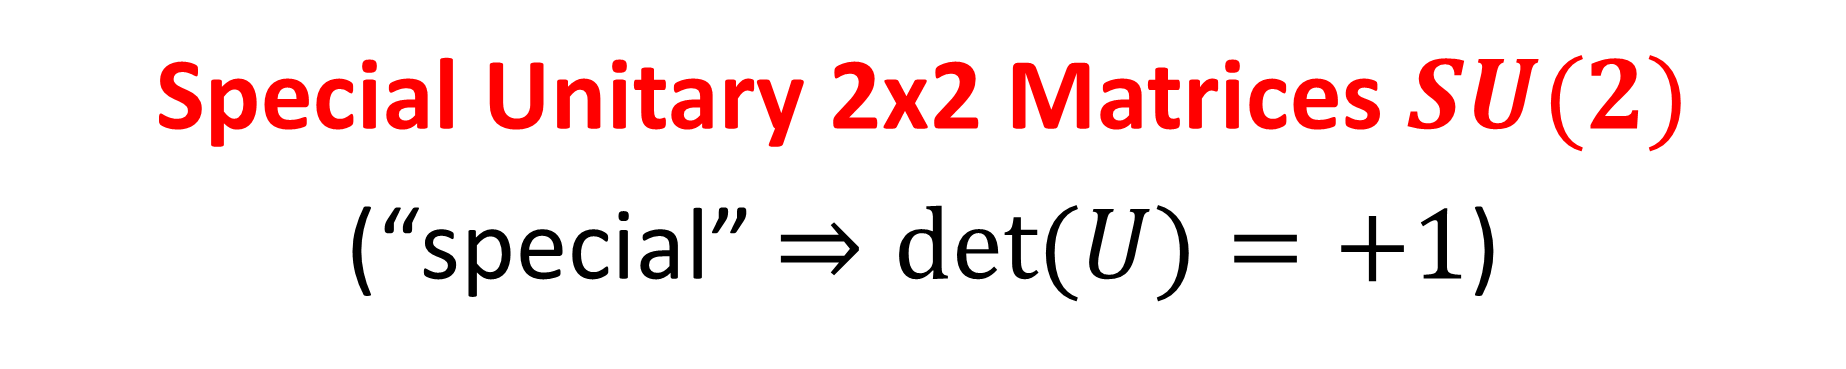 Special Unitary 2x2 Matrices SU(2)
(“special” ⇒ det(U) = +1)